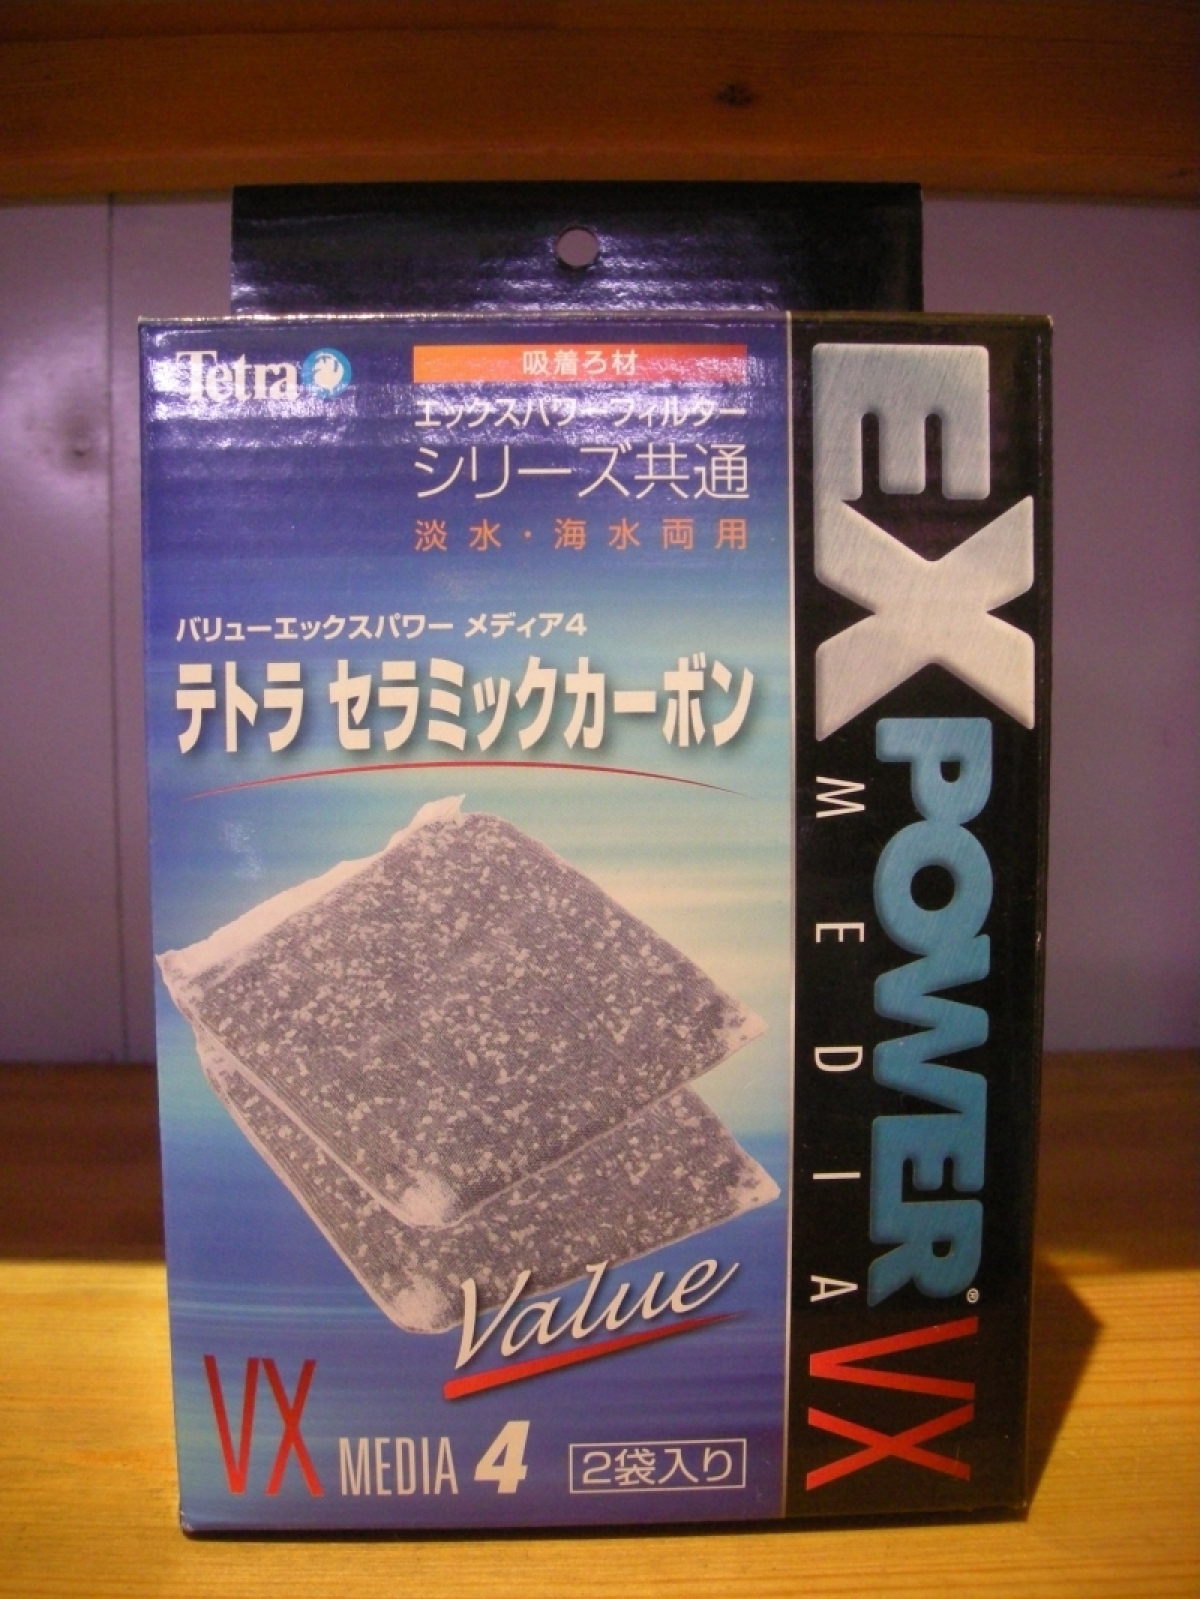 Tetra
吸着ろ材
エックスパワーフィルター
シリーズ共通
淡水・海水両用
バリューエックスパワー メディア4
テトラ セラミックカーボン
Value
VX MEDIA 4
2袋入り
EX POWER®
MEDIA VX